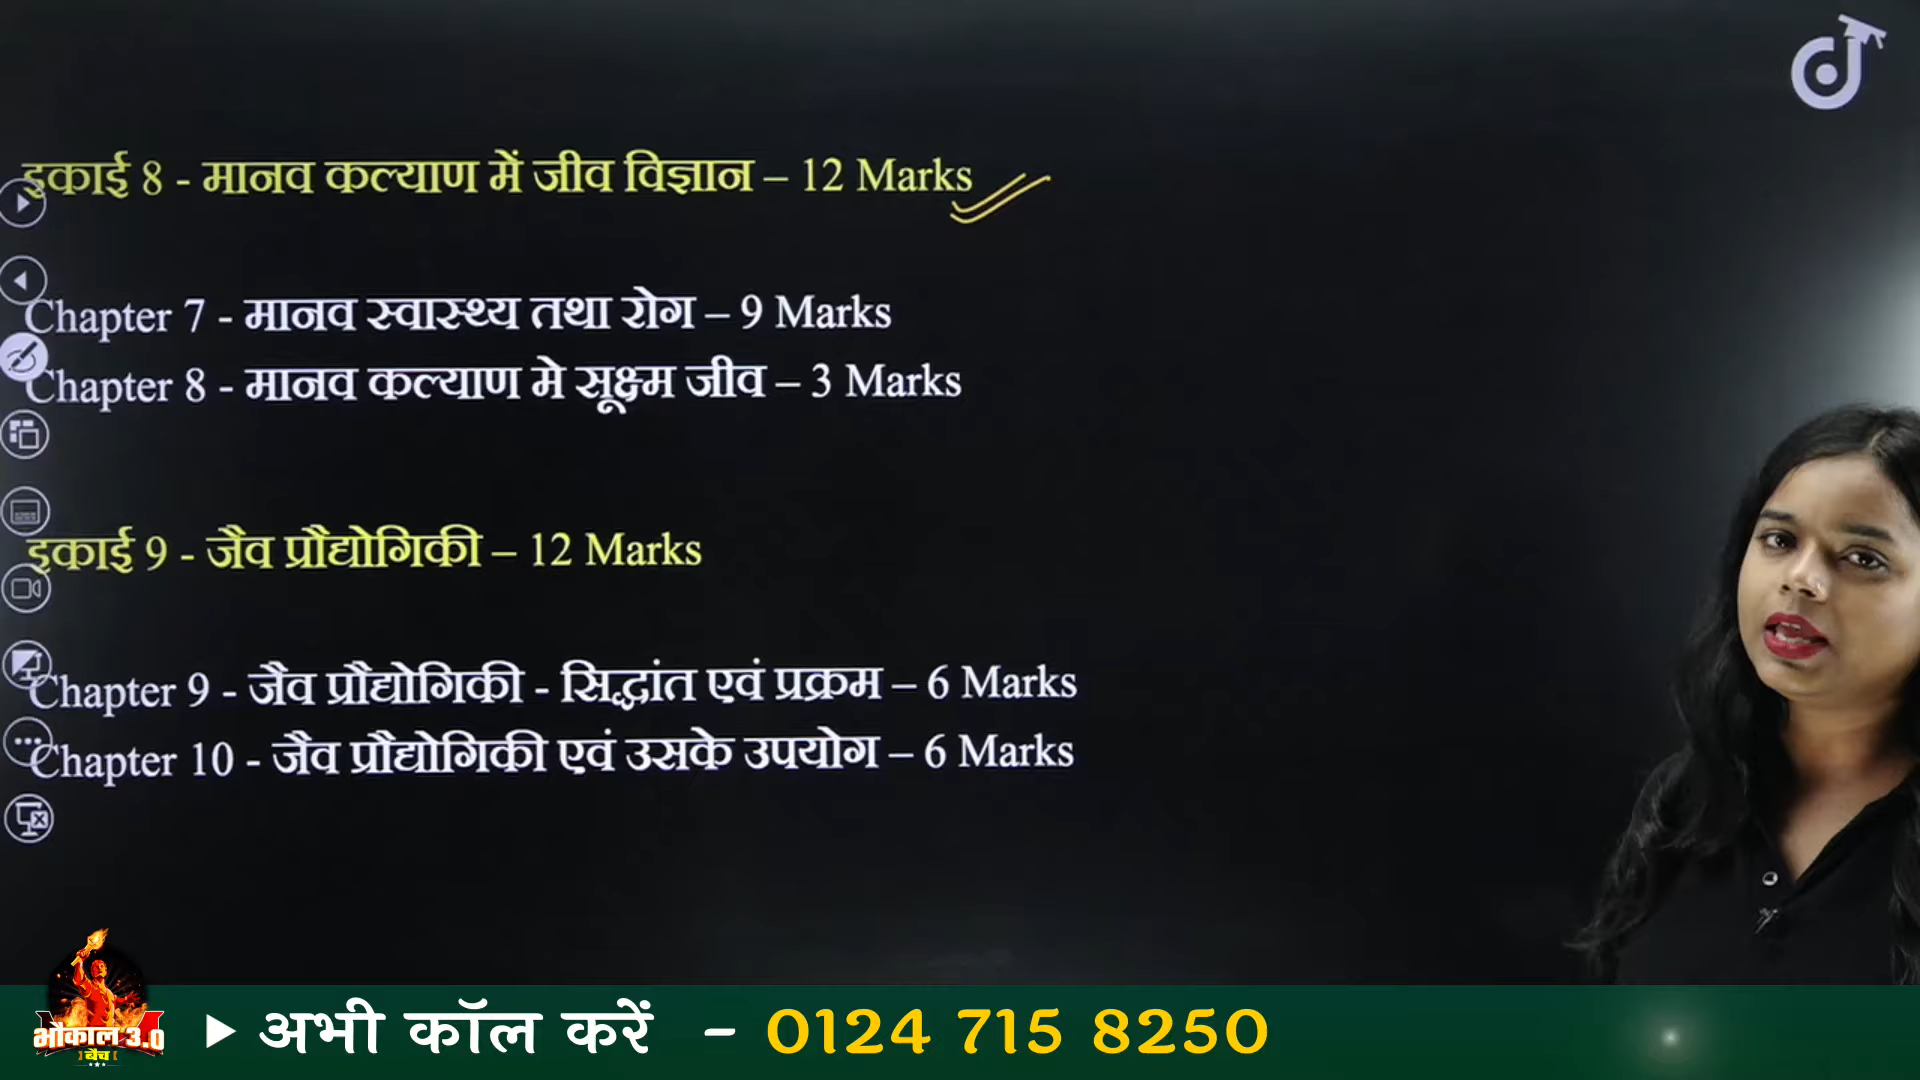 इकाई 8 - मानव कल्याण में जीव विज्ञान – 12 Marks
Chapter 7 - मानव स्वास्थ्य तथा रोग – 9 Marks
Chapter 8 - मानव कल्याण मे सूक्ष्म जीव – 3 Marks
इकाई 9 - जैव प्रौद्योगिकी – 12 Marks
Chapter 9 - जैव प्रौद्योगिकी - सिद्धांत एवं प्रक्रम – 6 Marks
Chapter 10 - जैव प्रौद्योगिकी एवं उसके उपयोग – 6 Marks
भौकाल 3.0
बैच
अभी कॉल करें - 0124 715 8250